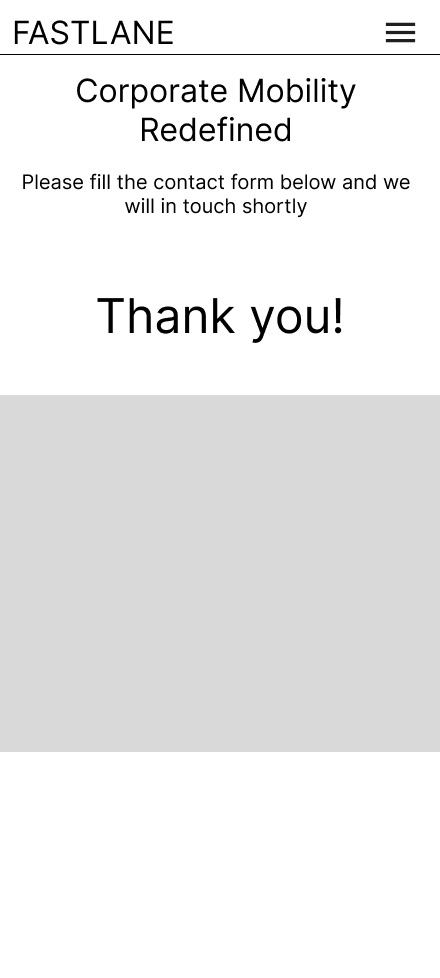 FASTLANE
Corporate Mobility
Redefined
Please fill the contact form below and we
will in touch shortly
Thank you!